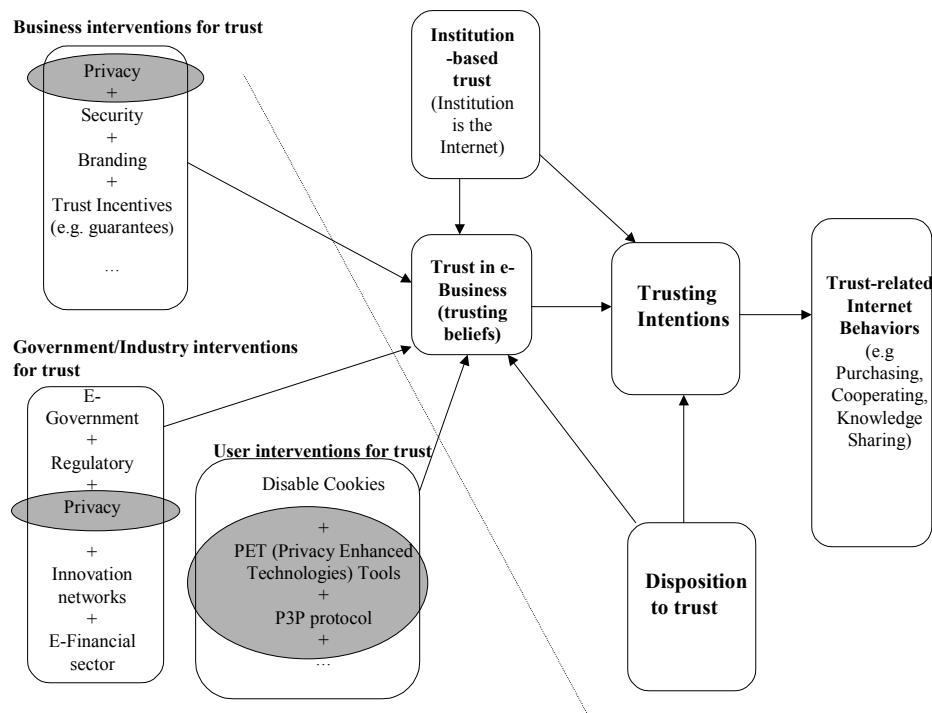 Business interventions for trust
Privacy
+
Security
+
Branding
+
Trust Incentives
(e.g. guarantees)
…
Government/Industry interventions
for trust
E-
Government
+
Regulatory
+
Privacy
+
Innovation
networks
+
E-Financial
sector
User interventions for trust
Disable Cookies
+
PET (Privacy Enhanced
Technologies) Tools
+
P3P protocol
+
…
Institution
-based
trust
(Institution
is the
Internet)
Trust in e-
Business
(trusting
beliefs)
Trusting
Intentions
Disposition
to trust
Trust-related
Internet
Behaviors
(e.g
Purchasing,
Cooperating,
Knowledge
Sharing)